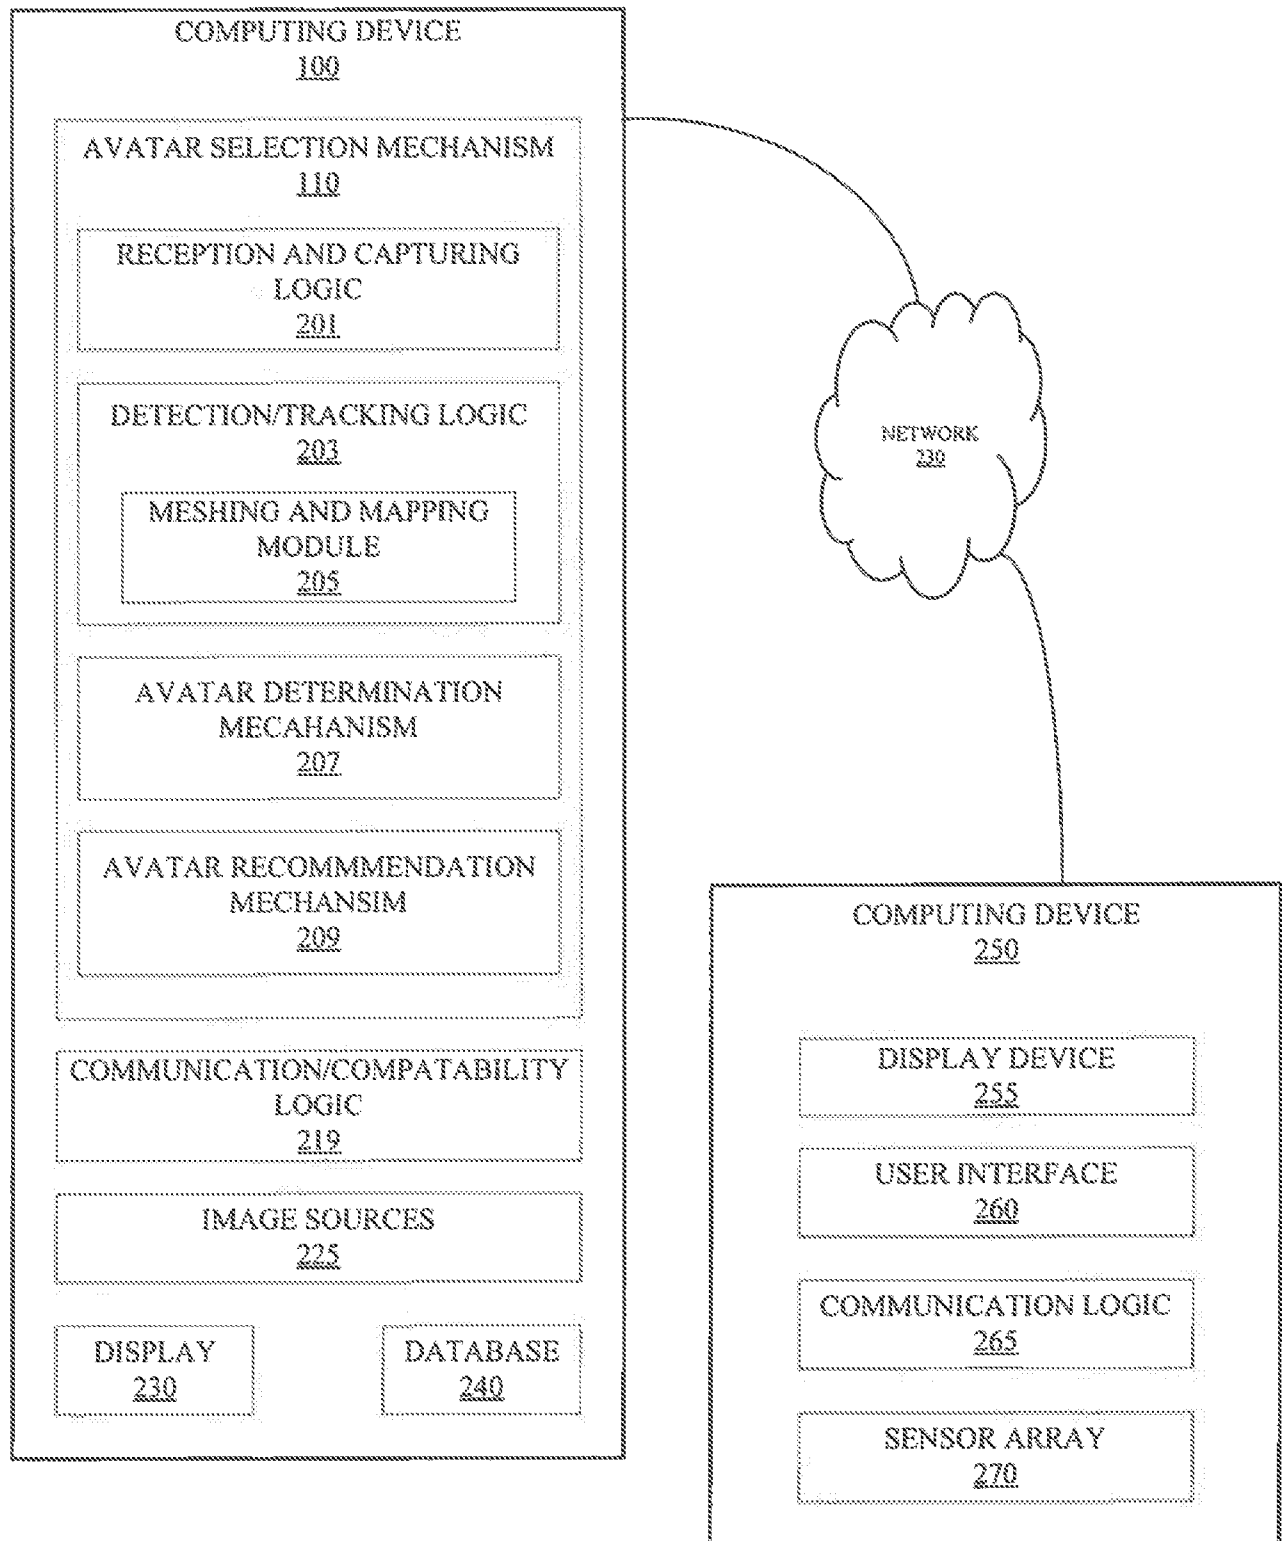 COMPUTING DEVICE
100
AVATAR SELECTION MECHANISM
110
RECEPTION AND CAPTURING
LOGIC
201
DETECTION/TRACKING LOGIC
203
MESHING AND MAPPING
MODULE
205
AVATAR DETERMINATION
MECAHANISM
207
AVATAR RECOMMMENDATION
MECHANSIM
209
COMMUNICATION/COMPATABILITY
LOGIC
219
IMAGE SOURCES
225
DISPLAY
230
DATABASE
240
NETWORK
230
COMPUTING DEVICE
250
DISPLAY DEVICE
255
USER INTERFACE
260
COMMUNICATION LOGIC
265
SENSOR ARRAY
270